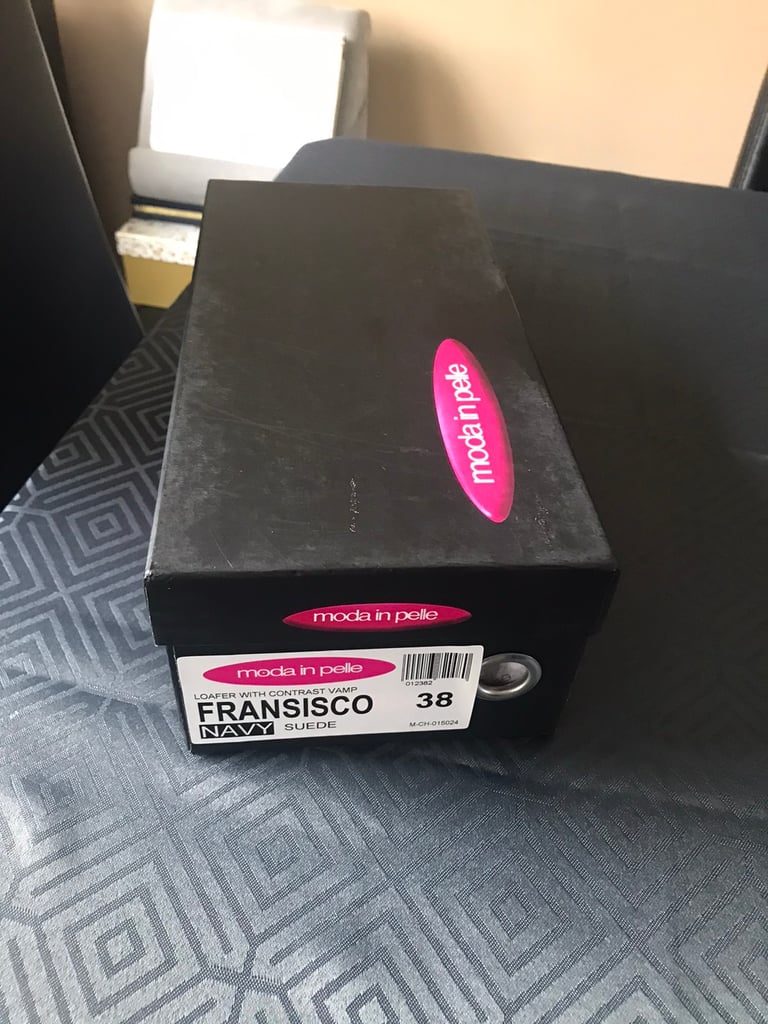 moda in pelle
moda in pelle
moda in pelle
012382
LOAFER WITH CONTRAST VAMP
FRANSISCO
38
NAVY SUEDE
M-CH-015024